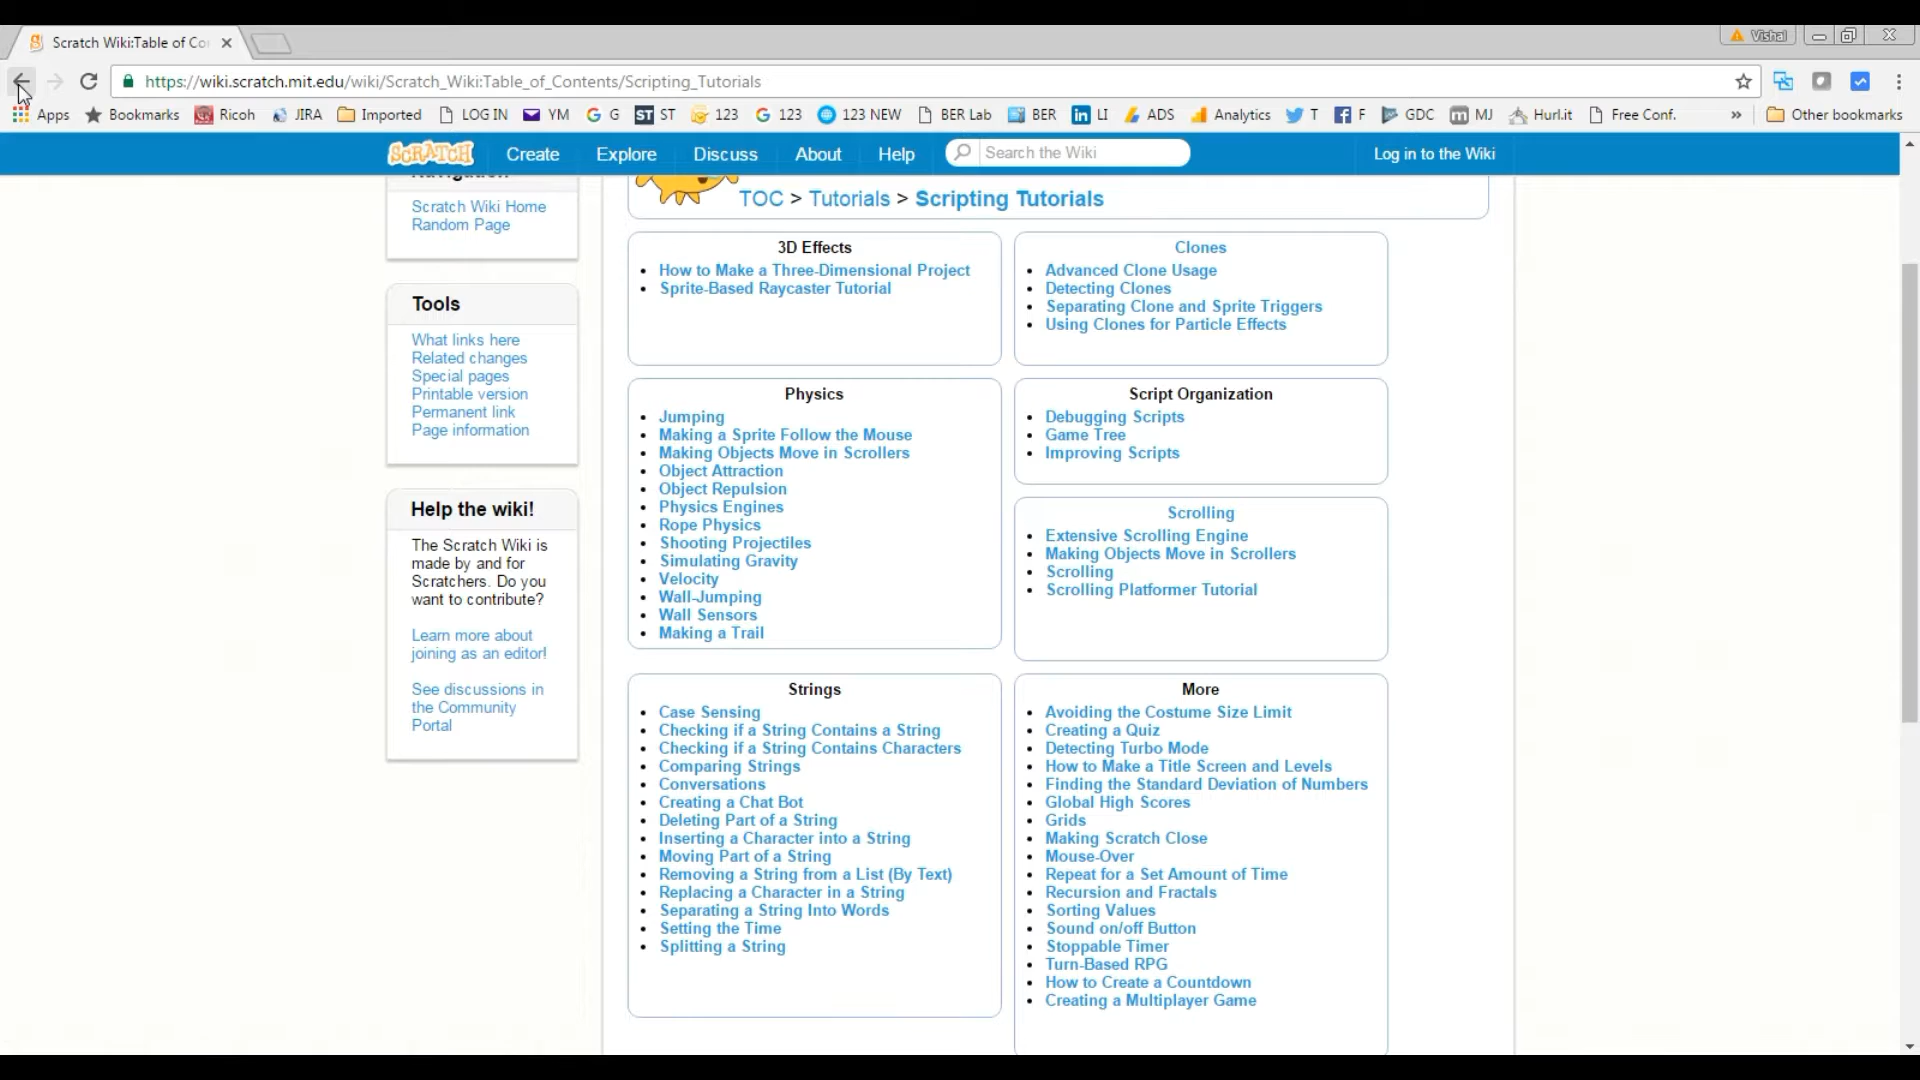 Scratch Wiki:Table of Co
Vishal
https://wiki.scratch.mit.edu/wiki/Scratch_Wiki:Table_of_Contents/Scripting_Tutorials
Apps Bookmarks Ricoh JIRA Imported LOG IN YM G G ST ST 123 G 123 123 NEW BER Lab BER in LI ADS Analytics T F GDC m MJ Hurl.it Free Conf. » Other bookmarks
SCRATCH Create Explore Discuss About Help Search the Wiki Log in to the Wiki
Navigation
Scratch Wiki Home
Random Page
Tools
What links here
Related changes
Special pages
Printable version
Permanent link
Page information
Help the wiki!
The Scratch Wiki is
made by and for
Scratchers. Do you
want to contribute?
Learn more about
joining as an editor!
See discussions in
the Community
Portal
TOC > Tutorials > Scripting Tutorials
3D Effects
How to Make a Three-Dimensional Project
Sprite-Based Raycaster Tutorial
Clones
Advanced Clone Usage
Detecting Clones
Separating Clone and Sprite Triggers
Using Clones for Particle Effects
Physics
Jumping
Making a Sprite Follow the Mouse
Making Objects Move in Scrollers
Object Attraction
Object Repulsion
Physics Engines
Rope Physics
Shooting Projectiles
Simulating Gravity
Velocity
Wall-Jumping
Wall Sensors
Making a Trail
Script Organization
Debugging Scripts
Game Tree
Improving Scripts
Scrolling
Extensive Scrolling Engine
Making Objects Move in Scrollers
Scrolling
Scrolling Platformer Tutorial
Strings
Case Sensing
Checking if a String Contains a String
Checking if a String Contains Characters
Comparing Strings
Conversations
Creating a Chat Bot
Deleting Part of a String
Inserting a Character into a String
Moving Part of a String
Removing a String from a List (By Text)
Replacing a Character in a String
Separating a String Into Words
Setting the Time
Splitting a String
More
Avoiding the Costume Size Limit
Creating a Quiz
Detecting Turbo Mode
How to Make a Title Screen and Levels
Finding the Standard Deviation of Numbers
Global High Scores
Grids
Making Scratch Close
Mouse-Over
Repeat for a Set Amount of Time
Recursion and Fractals
Sorting Values
Sound on/off Button
Stoppable Timer
Turn-Based RPG
How to Create a Countdown
Creating a Multiplayer Game